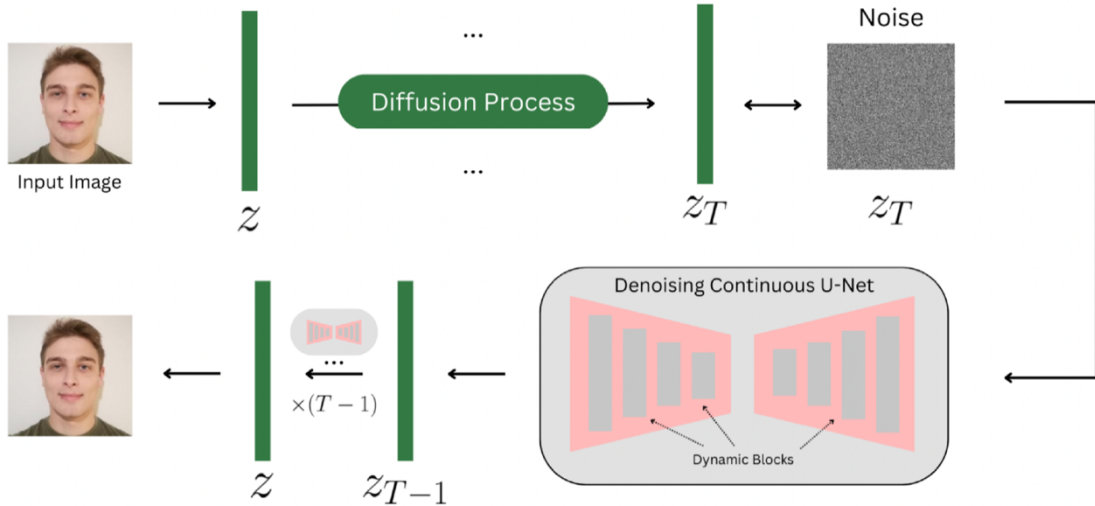 Noise
...
Diffusion Process
...
Input Image
z
z_T
z_T
Denoising Continuous U-Net
...
×(T − 1)
Dynamic Blocks
z
z_{T−1}